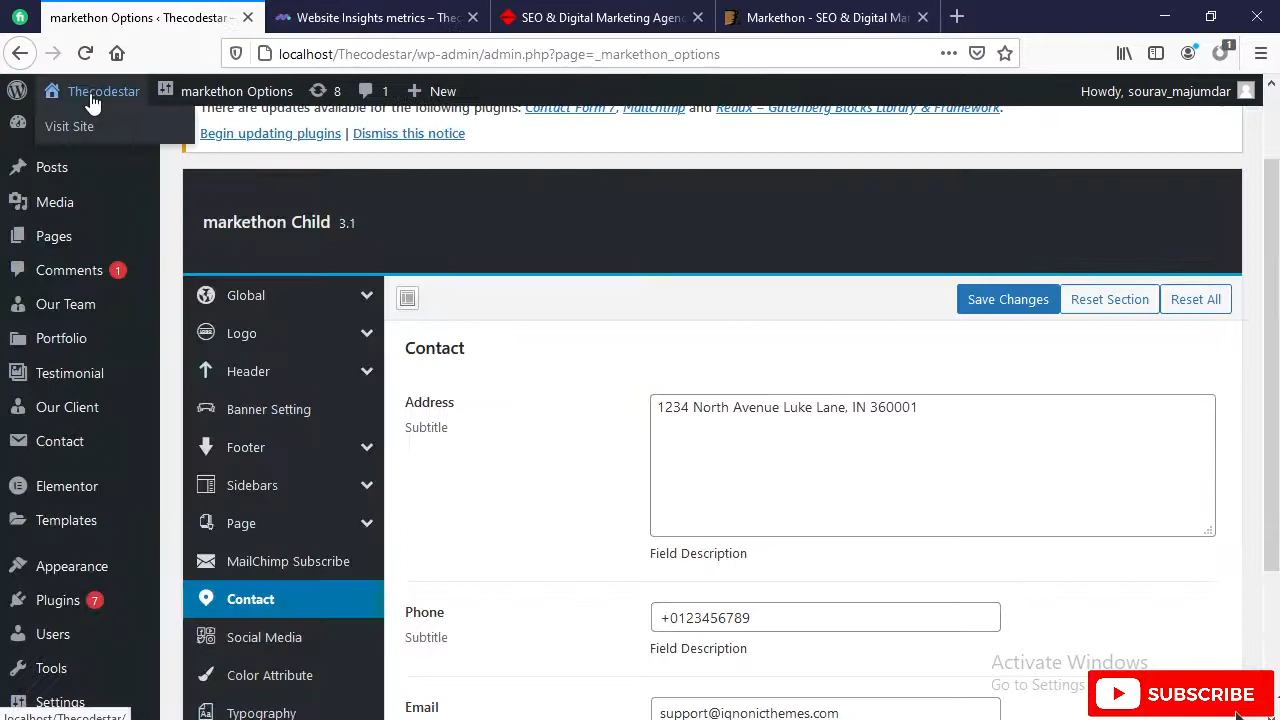 markethon Options ‹ Thecodestar –
Website Insights metrics – The
SEO & Digital Marketing Agen
Markethon - SEO & Digital Ma
localhost/Thecodestar/wp-admin/admin.php?page=_markethon_options
1
Thecodestar
markethon Options
8
1
New
Howdy, sourav_majumdar
Visit Site
There are updates available for the following plugins: Contact Form 7, Mailchimp and Redux – Gutenberg Blocks Library & Framework.
Begin updating plugins | Dismiss this notice
Posts
Media
Pages
Comments 1
Our Team
Portfolio
Testimonial
Our Client
Contact
Elementor
Templates
Appearance
Plugins 7
Users
Tools
Settings
localhost/Thecodestar/
markethon Child 3.1
Global
Logo
Header
Banner Setting
Footer
Sidebars
Page
MailChimp Subscribe
Contact
Social Media
Color Attribute
Typography
Save Changes
Reset Section
Reset All
Contact
Address
Subtitle
1234 North Avenue Luke Lane, IN 360001
Field Description
Phone
Subtitle
+0123456789
Field Description
Email
support@iqnonicthemes.com
Activate Windows
Go to Settings
SUBSCRIBE